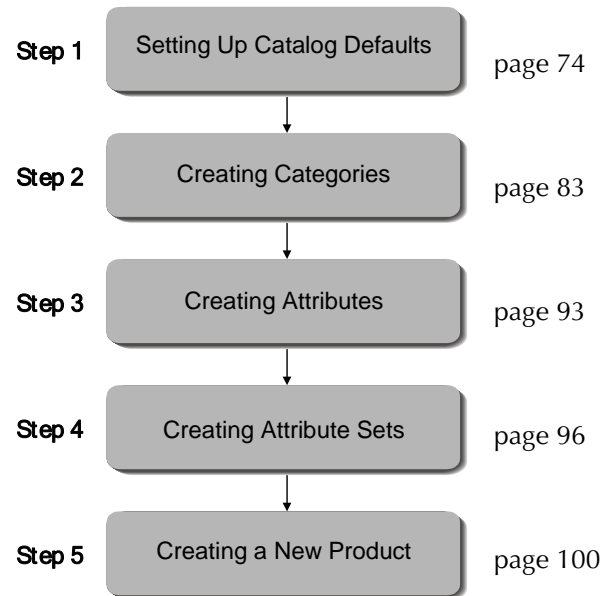 Step 1
Setting Up Catalog Defaults
page 74
Step 2
Creating Categories
page 83
Step 3
Creating Attributes
page 93
Step 4
Creating Attribute Sets
page 96
Step 5
Creating a New Product
page 100